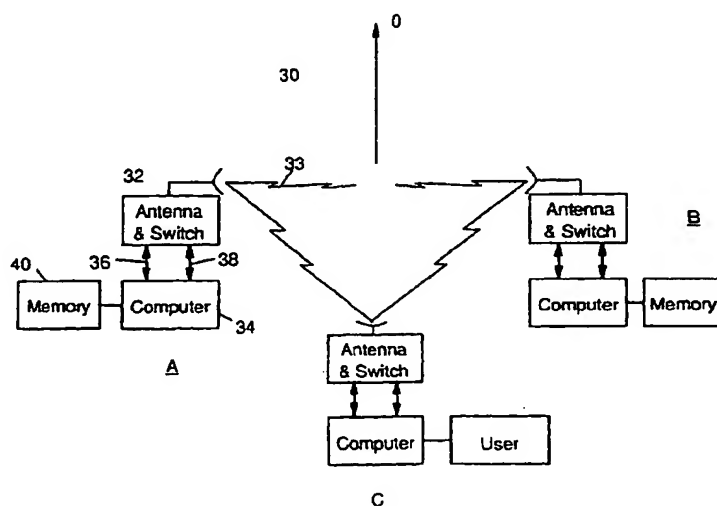 0
30
33
32
Antenna
& Switch
36
38
40
Memory
Computer
34
A
Antenna
& Switch
B
Computer
Memory
Antenna
& Switch
Computer
User
C